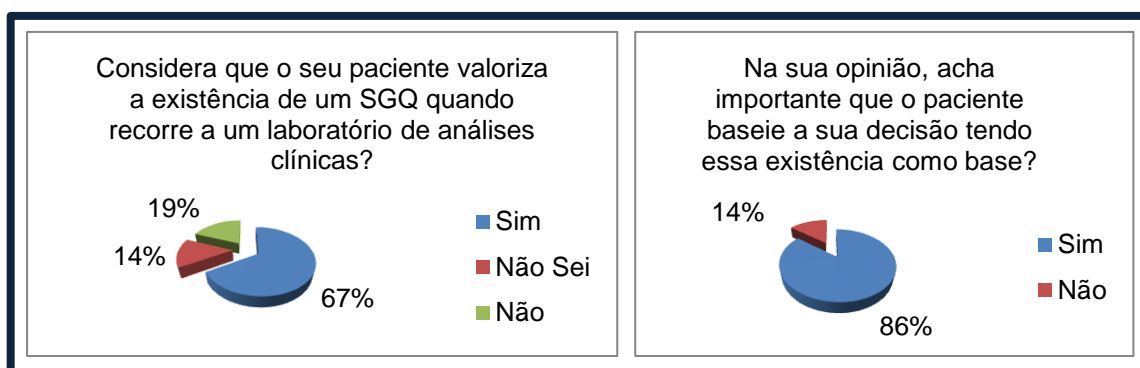 Considera que o seu paciente valoriza
a existência de um SGQ quando
recorre a um laboratório de análises
clínicas?
19%
14%
67%
Sim
Não Sei
Não
Na sua opinião, acha
importante que o paciente
baseie a sua decisão tendo
essa existência como base?
14%
86%
Sim
Não